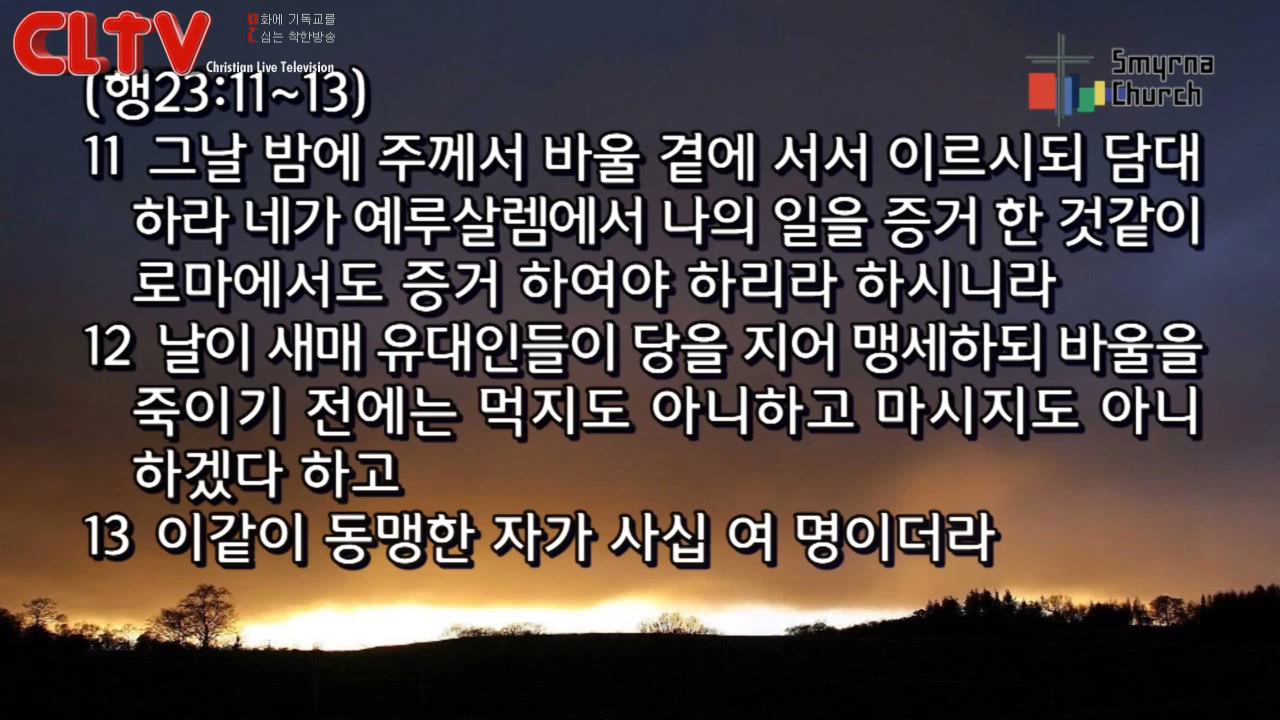 CLTV
문화에 기독교를
심는 착한방송
Christian Live Television
Smyrna
Church
(행23:11~13)
11 그날 밤에 주께서 바울 곁에 서서 이르시되 담대
하라 네가 예루살렘에서 나의 일을 증거 한 것같이
로마에서도 증거 하여야 하리라 하시니라
12 날이 새매 유대인들이 당을 지어 맹세하되 바울을
죽이기 전에는 먹지도 아니하고 마시지도 아니
하겠다 하고
13 이같이 동맹한 자가 사십 여 명이더라